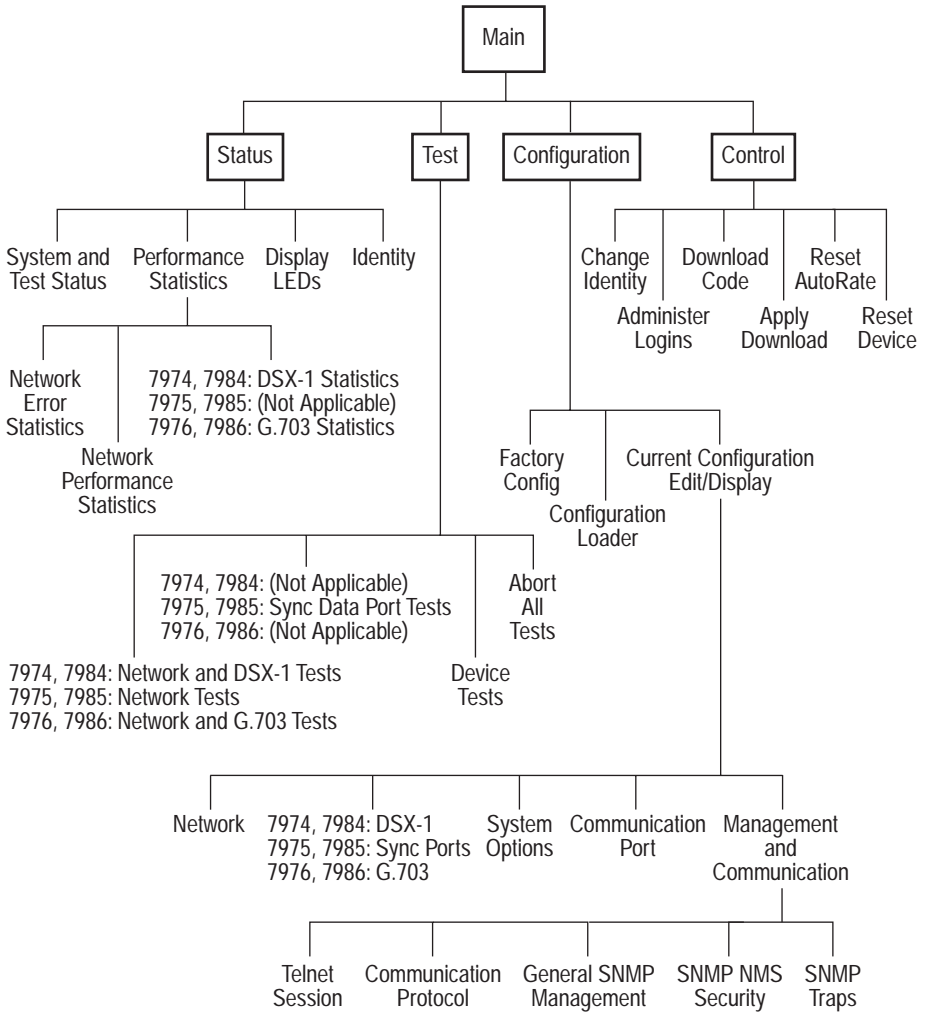 Main
Status
Test
Configuration
Control
System and
Test Status
Performance
Statistics
Display
LEDs
Identity
Change
Identity
Administer
Logins
Download
Code
Apply
Download
Reset
AutoRate
Reset
Device
Network
Error
Statistics
Network
Performance
Statistics
7974, 7984: DSX-1 Statistics
7975, 7985: (Not Applicable)
7976, 7986: G.703 Statistics
Factory
Config
Configuration
Loader
Current Configuration
Edit/Display
7974, 7984: Network and DSX-1 Tests
7975, 7985: Network Tests
7976, 7986: Network and G.703 Tests
7974, 7984: (Not Applicable)
7975, 7985: Sync Data Port Tests
7976, 7986: (Not Applicable)
Device
Tests
Abort
All
Tests
Network
7974, 7984: DSX-1
7975, 7985: Sync Ports
7976, 7986: G.703
System
Options
Communication
Port
Management
and
Communication
Telnet
Session
Communication
Protocol
General SNMP
Management
SNMP NMS
Security
SNMP
Traps